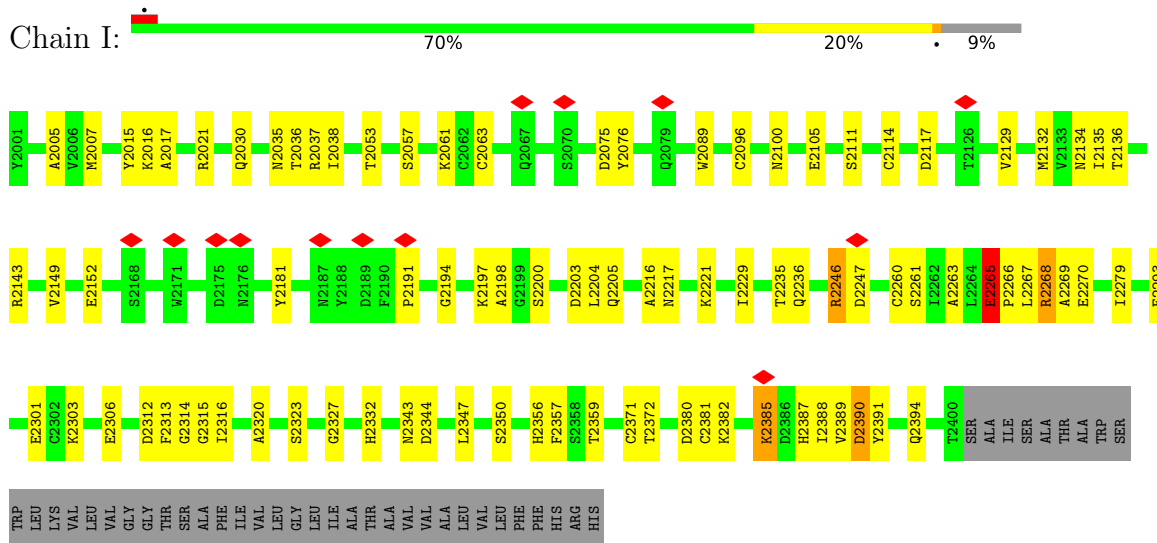 Chain I:
70% 20% • 9%
Y2001 A2005 V2006 M2007 Y2015 K2016 A2017 R2021 Q2030 N2035 T2036 R2037 I2038 T2053 S2057 K2061 C2062 C2063 Q2067 S2070 D2075 Y2076 Q2079 W2089 C2096 N2100 E2105 S2111 C2114 D2117 T2126 V2129 M2132 V2133 N2134 I2135 T2136
R2143 V2149 E2152 S2168 W2171 D2175 N2176 Y2181 N2187 Y2188 D2189 F2190 P2191 G2194 K2197 A2198 G2199 S2200 D2203 L2204 Q2205 A2216 N2217 K2221 I2229 T2235 Q2236 R2246 D2247 C2260 S2261 I2262 A2263 L2264 E2265 P2266 L2267 R2268 A2269 E2270 I2279
E2301 C2302 K2303 E2306 D2312 F2313 G2314 G2315 I2316 A2320 S2323 G2327 H2332 N2343 D2344 L2347 S2350 H2356 F2357 S2358 T2359 C2371 T2372 D2380 C2381 K2382 K2385 D2386 H2387 I2388 V2389 D2390 Y2391 Q2394 T2400 SER ALA ILE SER ALA THR ALA TRP SER
TRP LEU LYS VAL LEU VAL GLY GLY THR SER ALA PHE ILE VAL LEU GLY LEU ILE ALA THR ALA VAL VAL ALA LEU VAL LEU PHE PHE HIS ARG HIS